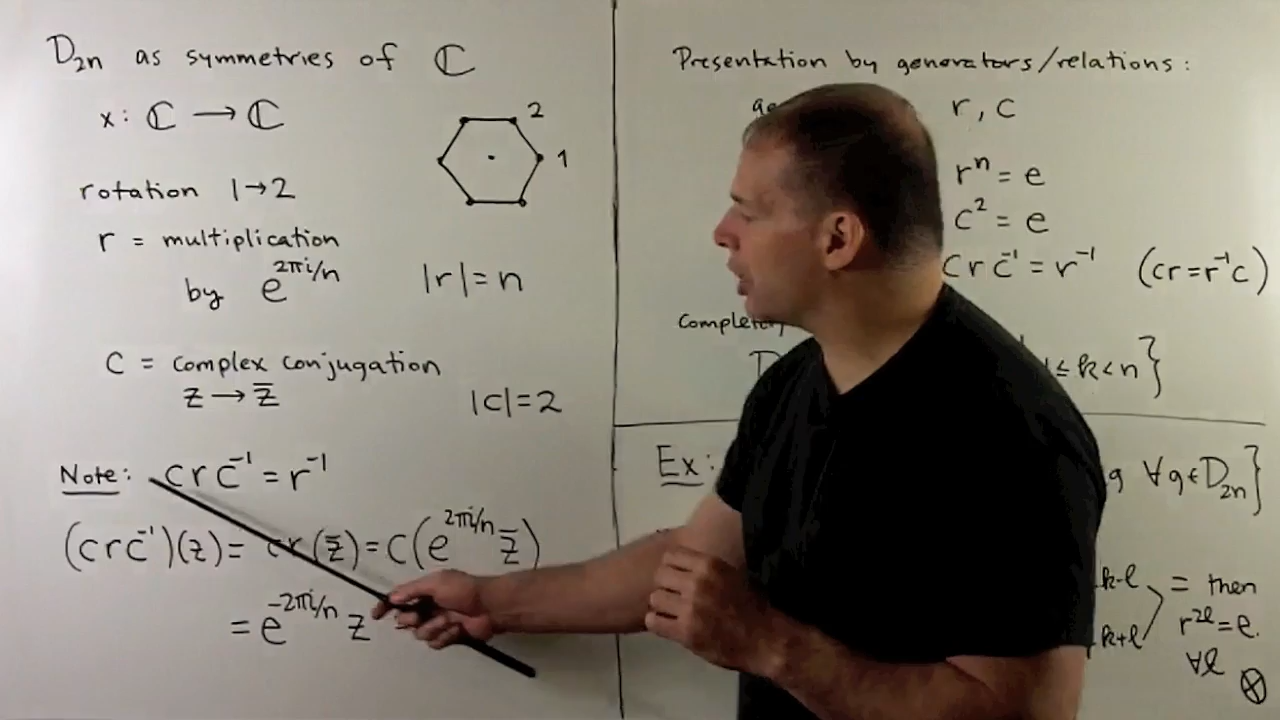 D₂ₙ as symmetries of ℂ
x: ℂ → ℂ
2
1
rotation 1→2
r = multiplication
by e^{2πi/n}
|r| = n
C = complex conjugation
z → z̄
|c| = 2
Note: c r c⁻¹ = r⁻¹
(c r c⁻¹)(z) = cr(z̄) = c(e^{2πi/n} z̄)
= e^{-2πi/n} z
Presentation by generators/relations:
r, c
rⁿ = e
c² = e
c r c⁻¹ = r⁻¹ (cr = r⁻¹c)
≤ k < n}
Ex:
g ∀g∈D₂ₙ}
k-l
k+l
= then
r^{2l} = e.
∀l
⊗